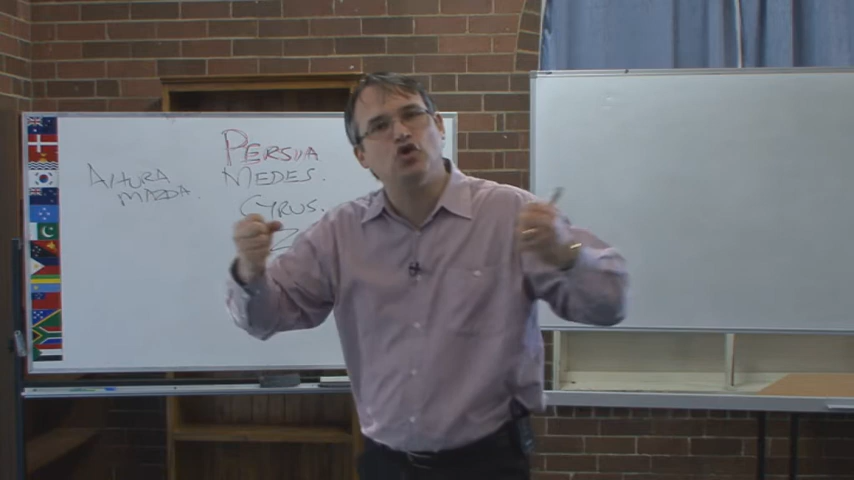 PERSIA
MEDES.
AHURA
MAZDA.
CYRUS.